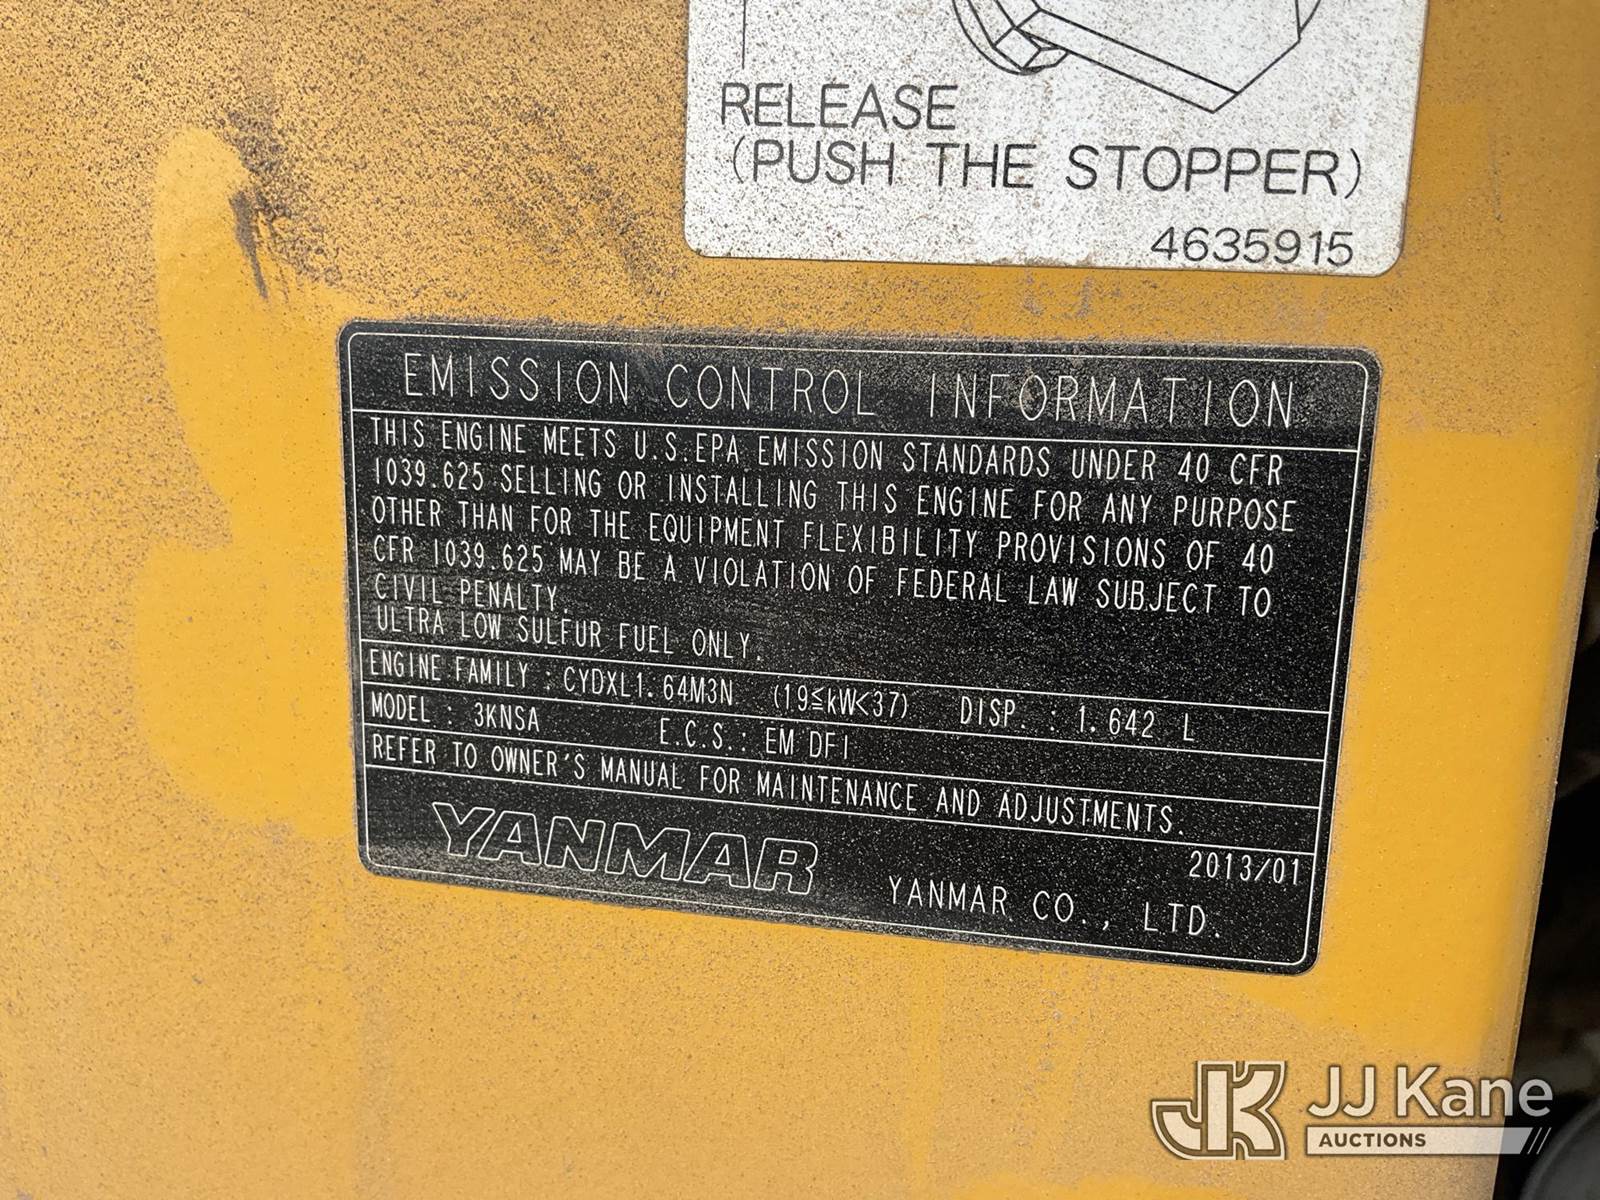 RELEASE
(PUSH THE STOPPER)
4635915
EMISSION CONTROL INFORMATION
THIS ENGINE MEETS U.S.EPA EMISSION STANDARDS UNDER 40 CFR
1039.625 SELLING OR INSTALLING THIS ENGINE FOR ANY PURPOSE
OTHER THAN FOR THE EQUIPMENT FLEXIBILITY PROVISIONS OF 40
CFR 1039.625 MAY BE A VIOLATION OF FEDERAL LAW SUBJECT TO
CIVIL PENALTY.
ULTRA LOW SULFUR FUEL ONLY.
ENGINE FAMILY : CYDXL1.64M3N (19≦kW<37) DISP. : 1.642 L
MODEL : 3KNSA E.C.S.: EM DFI
REFER TO OWNER'S MANUAL FOR MAINTENANCE AND ADJUSTMENTS.
2013/01
YANMAR YANMAR CO., LTD.
JK JJ Kane
AUCTIONS